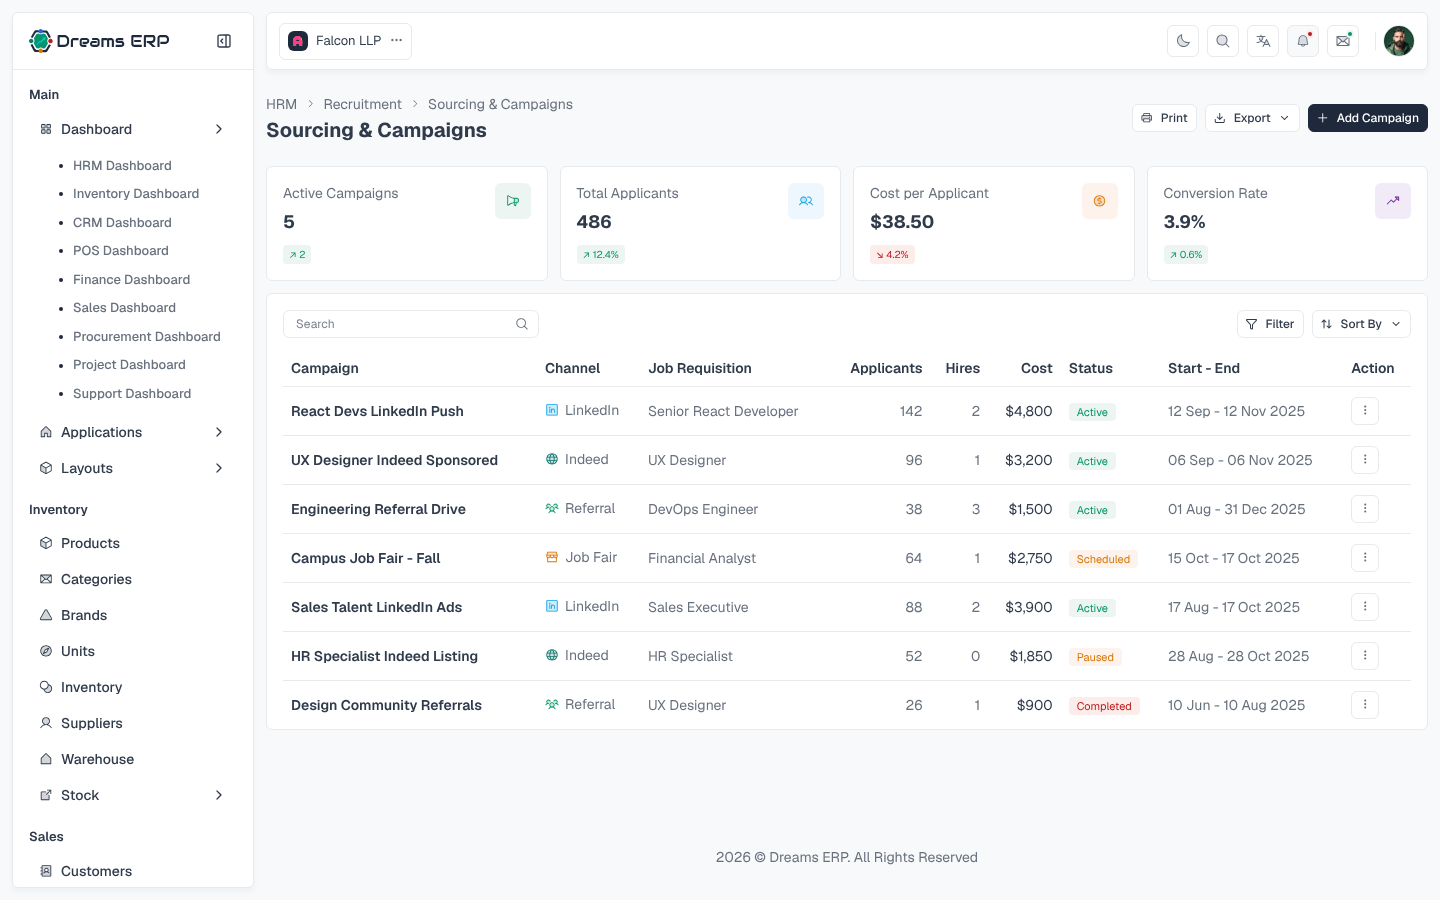 Dreams ERP
Main
Dashboard
HRM Dashboard
Inventory Dashboard
CRM Dashboard
POS Dashboard
Finance Dashboard
Sales Dashboard
Procurement Dashboard
Project Dashboard
Support Dashboard
Applications
Layouts
Inventory
Products
Categories
Brands
Units
Inventory
Suppliers
Warehouse
Stock
Sales
Customers
Falcon LLP ···
HRM > Recruitment > Sourcing & Campaigns
Sourcing & Campaigns
Print Export + Add Campaign
Active Campaigns
5
↗ 2
Total Applicants
486
↗ 12.4%
Cost per Applicant
$38.50
↘ 4.2%
Conversion Rate
3.9%
↗ 0.6%
Search Filter Sort By
Campaign Channel Job Requisition Applicants Hires Cost Status Start - End Action
React Devs LinkedIn Push LinkedIn Senior React Developer 142 2 $4,800 Active 12 Sep - 12 Nov 2025
UX Designer Indeed Sponsored Indeed UX Designer 96 1 $3,200 Active 06 Sep - 06 Nov 2025
Engineering Referral Drive Referral DevOps Engineer 38 3 $1,500 Active 01 Aug - 31 Dec 2025
Campus Job Fair - Fall Job Fair Financial Analyst 64 1 $2,750 Scheduled 15 Oct - 17 Oct 2025
Sales Talent LinkedIn Ads LinkedIn Sales Executive 88 2 $3,900 Active 17 Aug - 17 Oct 2025
HR Specialist Indeed Listing Indeed HR Specialist 52 0 $1,850 Paused 28 Aug - 28 Oct 2025
Design Community Referrals Referral UX Designer 26 1 $900 Completed 10 Jun - 10 Aug 2025
2026 © Dreams ERP. All Rights Reserved